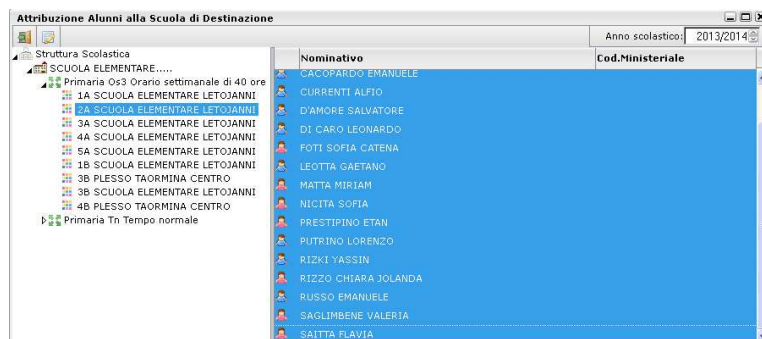 Attribuzione Alunni alla Scuola di Destinazione
Anno scolastico: 2013/2014
Struttura Scolastica
SCUOLA ELEMENTARE.....
Primaria Os3 Orario settimanale di 40 ore
1A SCUOLA ELEMENTARE LETOJANNI
2A SCUOLA ELEMENTARE LETOJANNI
3A SCUOLA ELEMENTARE LETOJANNI
4A SCUOLA ELEMENTARE LETOJANNI
5A SCUOLA ELEMENTARE LETOJANNI
1B SCUOLA ELEMENTARE LETOJANNI
3B PLESSO TAORMINA CENTRO
3B SCUOLA ELEMENTARE LETOJANNI
4B PLESSO TAORMINA CENTRO
Primaria Tn Tempo normale
Nominativo Cod.Ministeriale
CACOPARDO EMANUELE
CURRENTI ALFIO
D'AMORE SALVATORE
DI CARO LEONARDO
FOTI SOFIA CATENA
LEOTTA GAETANO
MATTA MIRIAM
NICITA SOFIA
PRESTIPINO ETAN
PUTRINO LORENZO
RIZKI YASSIN
RIZZO CHIARA JOLANDA
RUSSO EMANUELE
SAGLIMBENE VALERIA
SAITTA FLAVIA